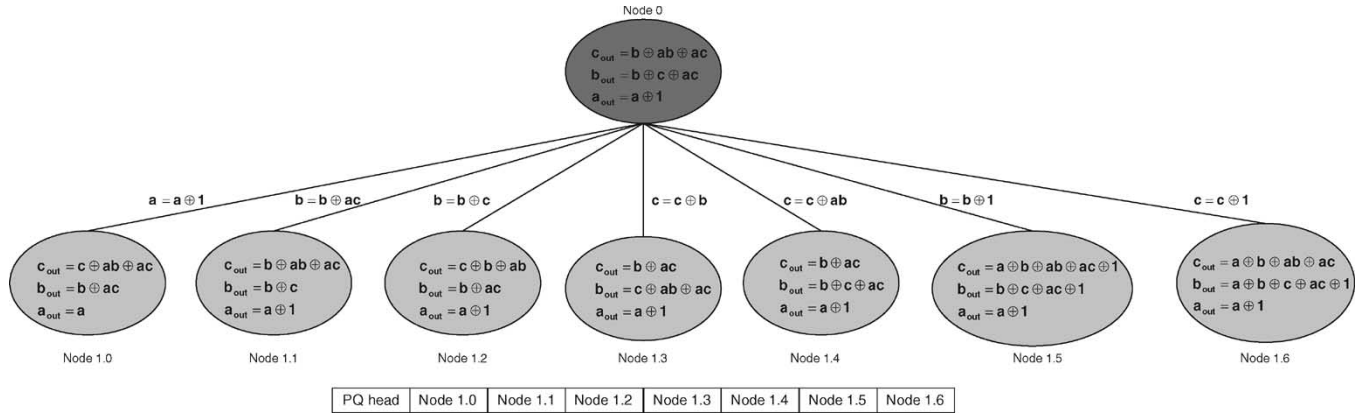 Node 0
c_out = b ⊕ ab ⊕ ac
b_out = b ⊕ c ⊕ ac
a_out = a ⊕ 1
a = a ⊕ 1
b = b ⊕ ac
b = b ⊕ c
c = c ⊕ b
c = c ⊕ ab
b = b ⊕ 1
c = c ⊕ 1
c_out = c ⊕ ab ⊕ ac
b_out = b ⊕ ac
a_out = a
Node 1.0
c_out = b ⊕ ab ⊕ ac
b_out = b ⊕ c
a_out = a ⊕ 1
Node 1.1
c_out = c ⊕ b ⊕ ab
b_out = b ⊕ ac
a_out = a ⊕ 1
Node 1.2
c_out = b ⊕ ac
b_out = c ⊕ ab ⊕ ac
a_out = a ⊕ 1
Node 1.3
c_out = b ⊕ ac
b_out = b ⊕ c ⊕ ac
a_out = a ⊕ 1
Node 1.4
c_out = a ⊕ b ⊕ ab ⊕ ac ⊕ 1
b_out = b ⊕ c ⊕ ac ⊕ 1
a_out = a ⊕ 1
Node 1.5
c_out = a ⊕ b ⊕ ab ⊕ ac
b_out = a ⊕ b ⊕ c ⊕ ac ⊕ 1
a_out = a ⊕ 1
Node 1.6
PQ head Node 1.0 Node 1.1 Node 1.2 Node 1.3 Node 1.4 Node 1.5 Node 1.6